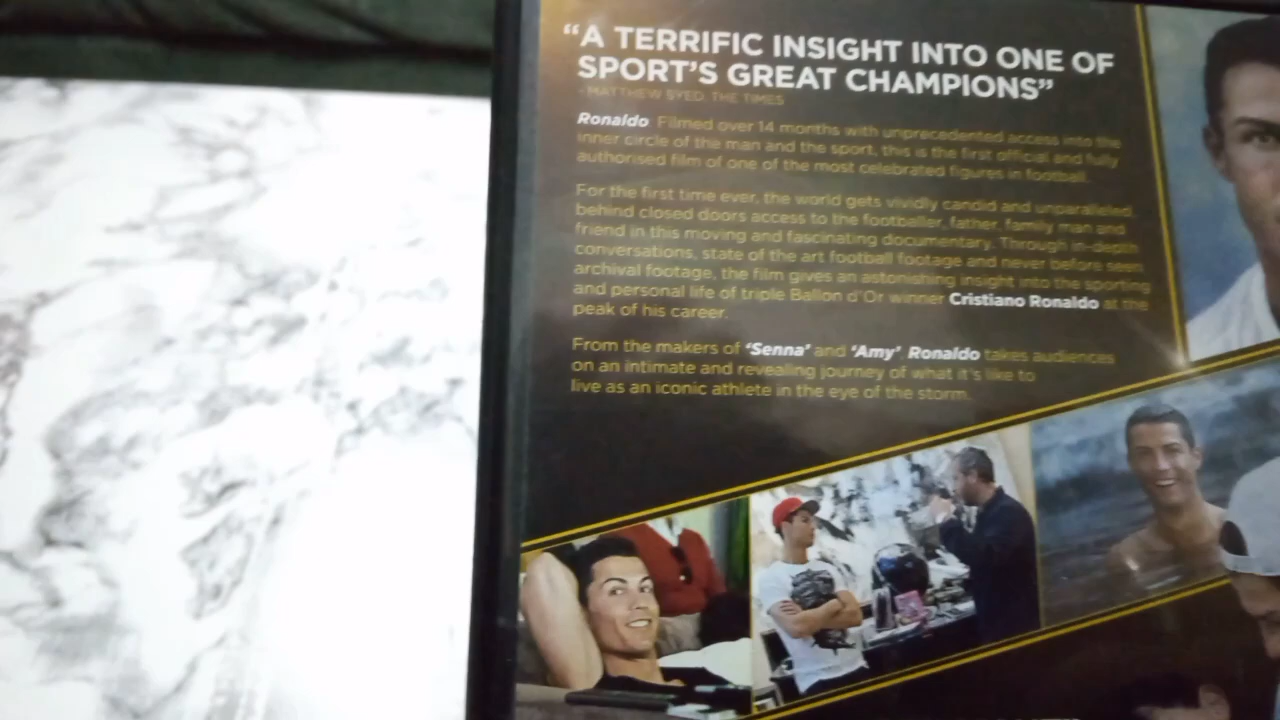 “A TERRIFIC INSIGHT INTO ONE OF
SPORT’S GREAT CHAMPIONS”
- MATTHEW SYED, THE TIMES
Ronaldo. Filmed over 14 months with unprecedented access into the
inner circle of the man and the sport, this is the first official and fully
authorised film of one of the most celebrated figures in football.
For the first time ever, the world gets vividly candid and unparalleled
behind closed doors access to the footballer, father, family man and
friend in this moving and fascinating documentary. Through in-depth
conversations, state of the art football footage and never before seen
archival footage, the film gives an astonishing insight into the sporting
and personal life of triple Ballon d’Or winner Cristiano Ronaldo at the
peak of his career.
From the makers of ‘Senna’ and ‘Amy’, Ronaldo takes audiences
on an intimate and revealing journey of what it’s like to
live as an iconic athlete in the eye of the storm.